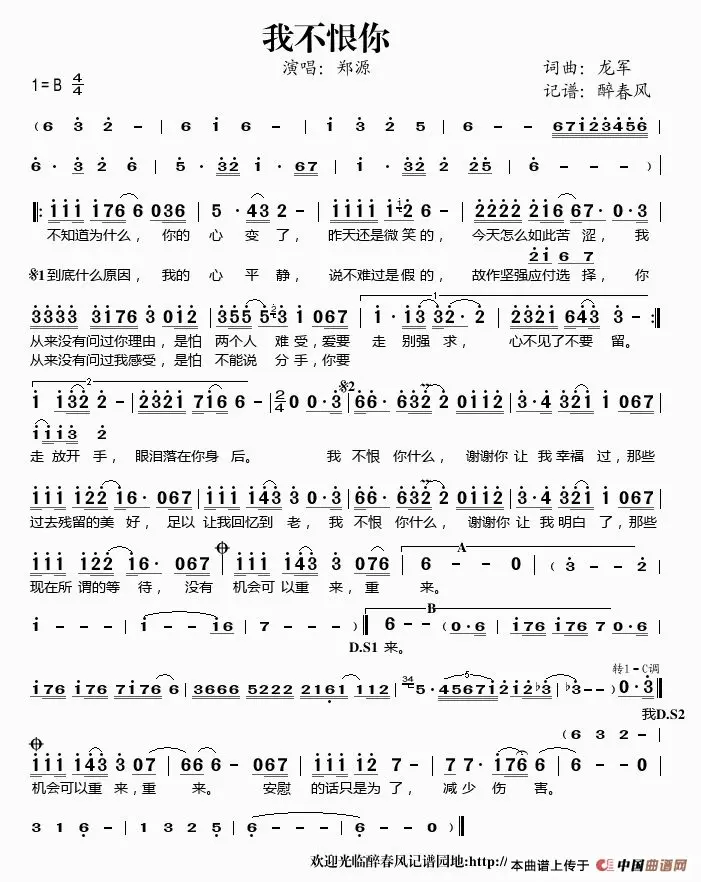 我不恨你
演唱：郑源
词曲：龙军
1=B 4/4
记谱：醉春风
（6 3 2 - | 6 i 6 - | i 3 2 5 | 6 - - 67i23456 |
6 · 3 2 6 | 5 · 32 i · 67 | i · 32 2 25 | 6 - - ） |
‖: iii i766 036 | 5 · 43 2 - | iiii i·2 6 - | 2222 216 67· 0·3 |
不知道为什么，你的 心 变 了， 昨天还是微笑的， 今天怎么如此苦 涩， 我
2i6 7
§1到底什么原因，我的 心 平 静， 说不难过是假的， 故作坚强应付选 择，你
3333 3i76 3 0i2 | 355 5·3 i 067 | i · i 332· 2 | 2321 643 3 - :‖
从来没有问过你理由，是怕 两个人 难受，爱要 走 别强 求， 心不见了不要 留。
从来没有问过我感受，是怕 不能说 分手，你要
i i32 2 - | 232i 7i6 6 - | 2/4 0 0·3 | §2 66· 632 2 0ii2 | 3·4 32i i 067 |
iii3 2
走 放开 手， 眼泪落在你身 后。 我 不恨 你什么， 谢谢你 让 我幸福 过，那些
iii i22 i6· 067 | iii i43 3 0·3 | 66· 632 2 0ii2 | 3·4 32i i 067 |
过去残留的美 好， 足以 让我回忆到 老， 我 不恨 你什么， 谢谢你 让 我明白 了，那些
iii i22 i6· 067 | iii i43 3 076 | A 6 - - 0 | （3 - - 2 |
现在所 谓的等 待， 没有 机会可以重来，重 来。
i - - - | i - - i6 | 7 - - - ）‖ B 6 - - （0·6 | i76 i76 7 0·6 |
D.S1 来。
转1=C调
i76 i76 7i76 6 | 3666 5222 2161 112 | 34 5· 4567i 2i2 b3 | b3 - - ） 0·3 ‖
我D.S2
（6 3 2 -
iii i43 3 07 | 66 6 - 06 | iii i2 7 - | 7 7· i76 6 | 6 - - 0 |
机会可以重来，重 来。 安慰 的话只是为 了， 减少 伤 害。
3 1 6 - | 1 3 2 5 | 6 - - - | 6 - - 0）‖
欢迎光临醉春风记谱园地:http://
本曲谱上传于 中国曲谱网